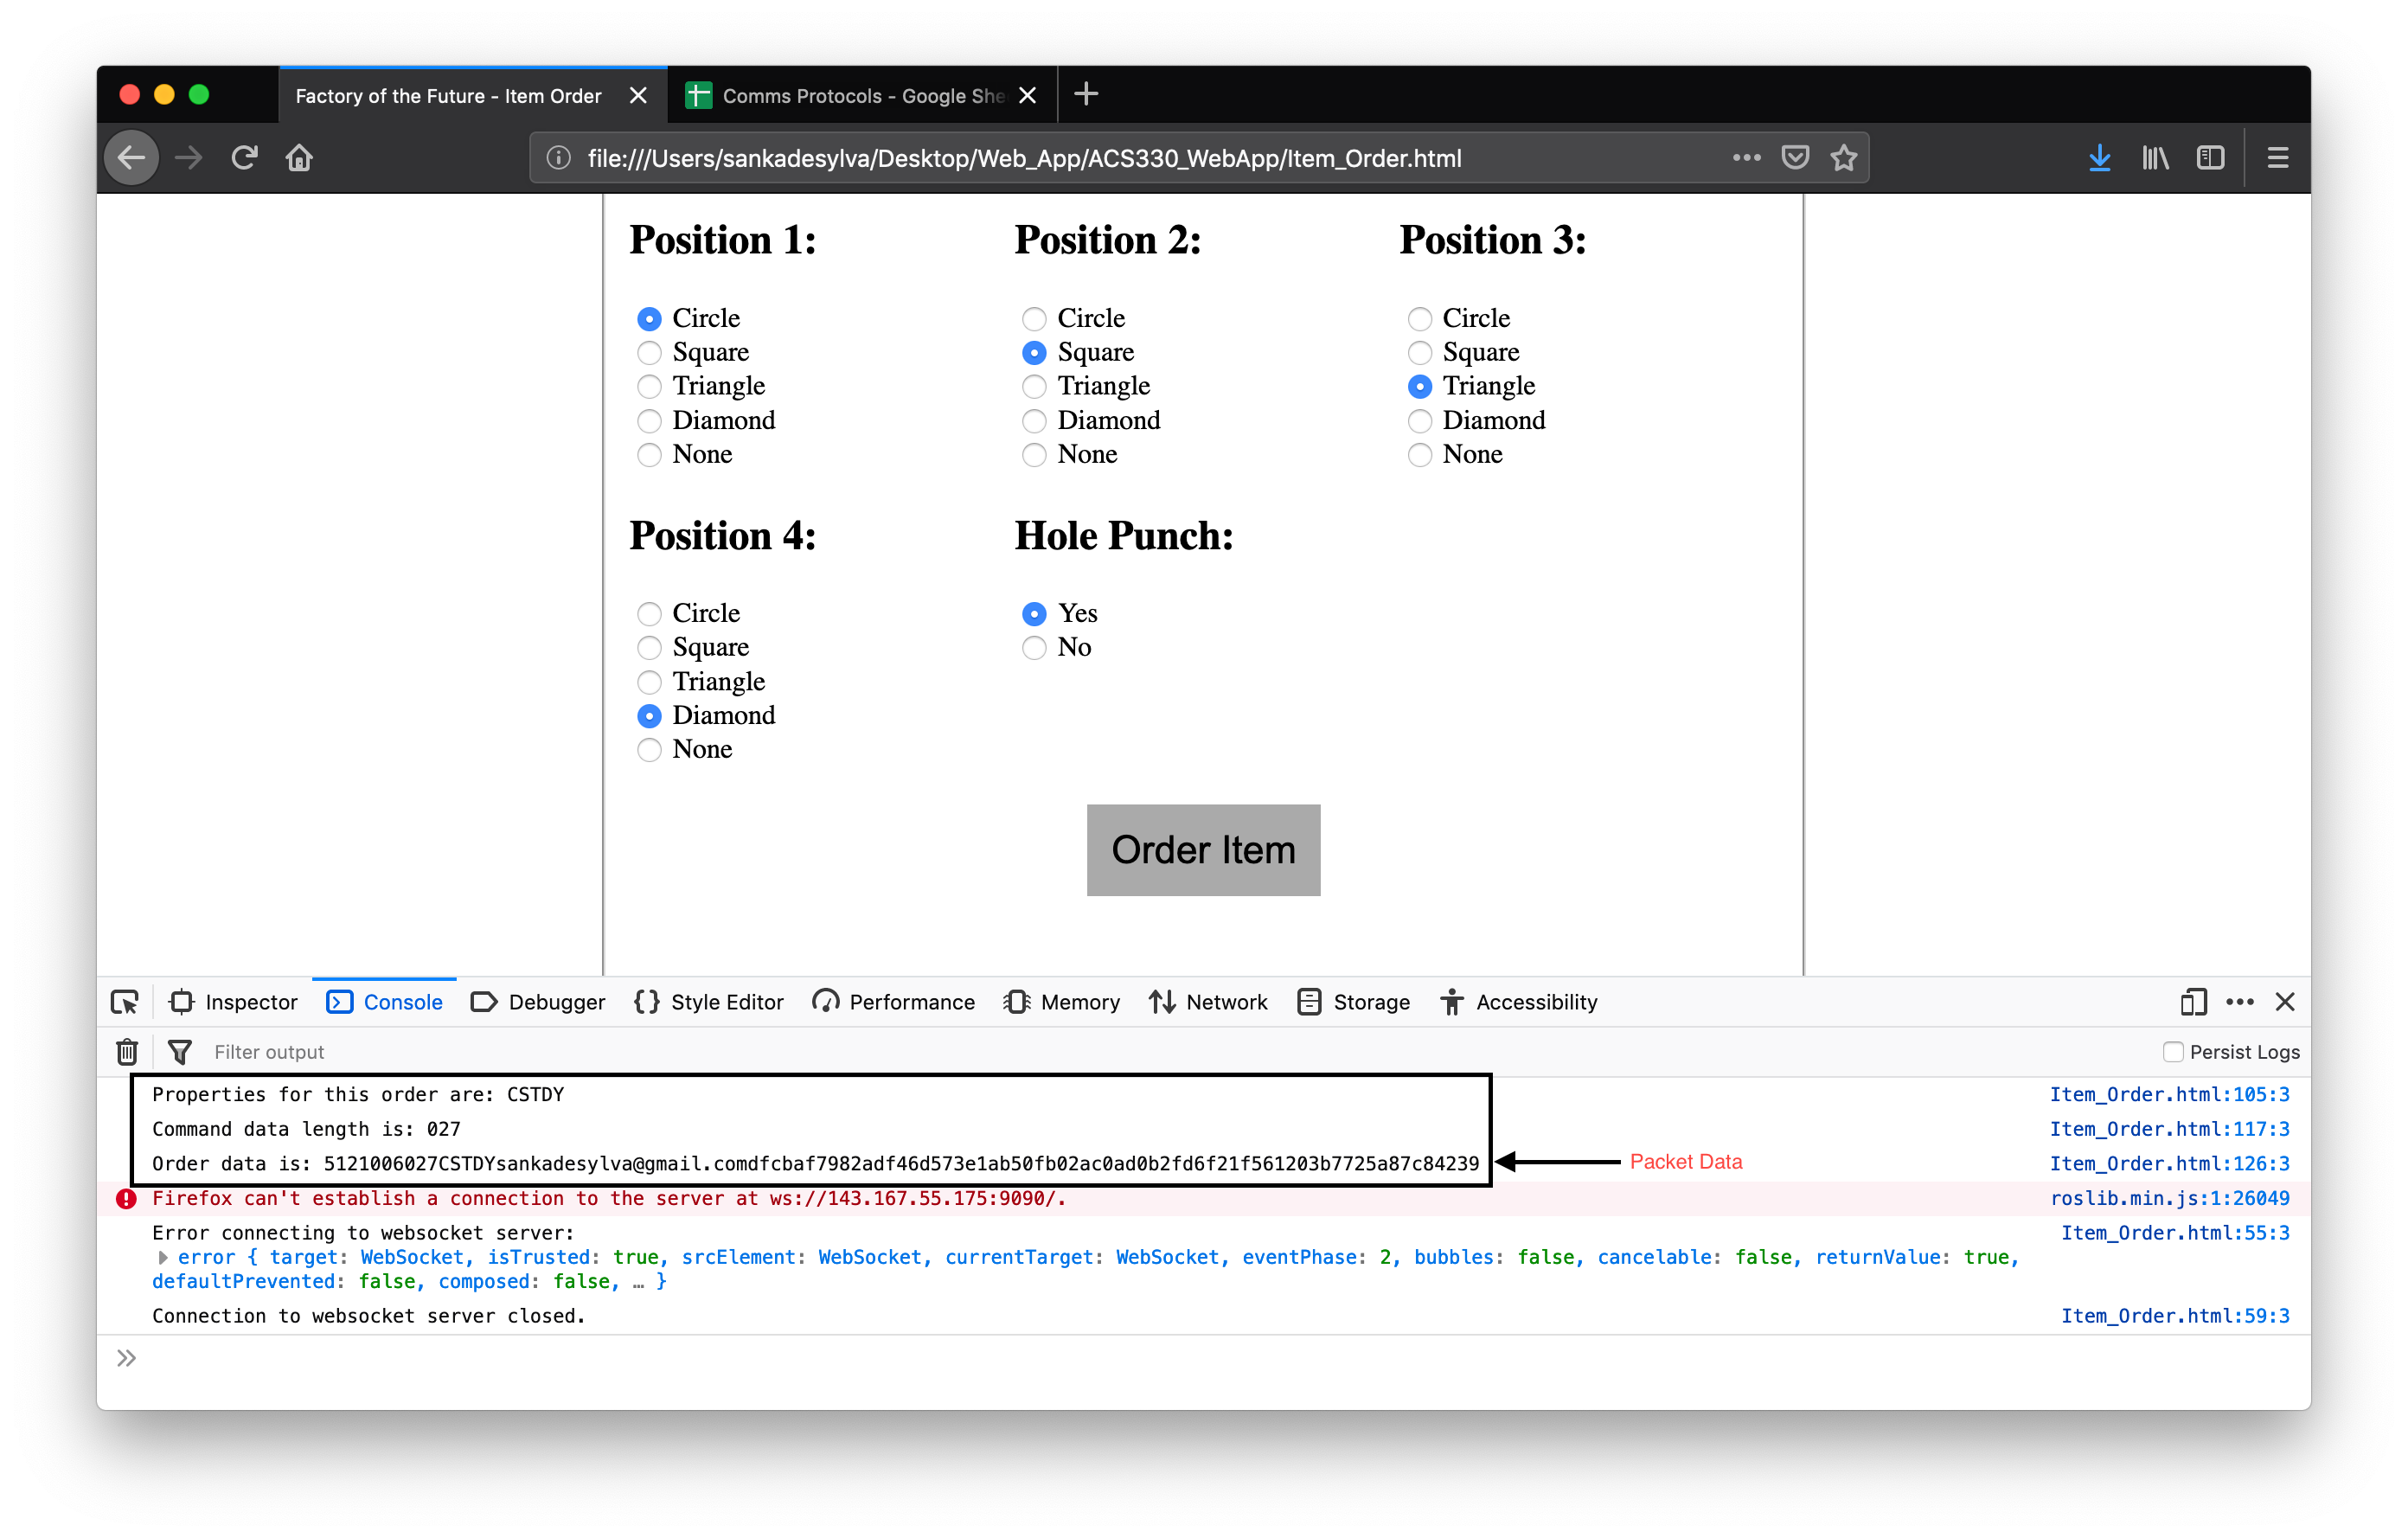 Factory of the Future - Item Order
Comms Protocols - Google She
file:///Users/sankadesylva/Desktop/Web_App/ACS330_WebApp/Item_Order.html
Position 1: Position 2: Position 3:
Circle Circle Circle
Square Square Square
Triangle Triangle Triangle
Diamond Diamond Diamond
None None None
Position 4: Hole Punch:
Circle Yes
Square No
Triangle
Diamond
None
Order Item
Inspector Console Debugger Style Editor Performance Memory Network Storage Accessibility
Filter output Persist Logs
Properties for this order are: CSTDY Item_Order.html:105:3
Command data length is: 027 Item_Order.html:117:3
Order data is: 5121006027CSTDYsankadesylva@gmail.comdfcbaf7982adf46d573e1ab50fb02ac0ad0b2fd6f21f561203b7725a87c84239 Packet Data Item_Order.html:126:3
Firefox can't establish a connection to the server at ws://143.167.55.175:9090/. roslib.min.js:1:26049
Error connecting to websocket server: Item_Order.html:55:3
error { target: WebSocket, isTrusted: true, srcElement: WebSocket, currentTarget: WebSocket, eventPhase: 2, bubbles: false, cancelable: false, returnValue: true,
defaultPrevented: false, composed: false, … }
Connection to websocket server closed. Item_Order.html:59:3